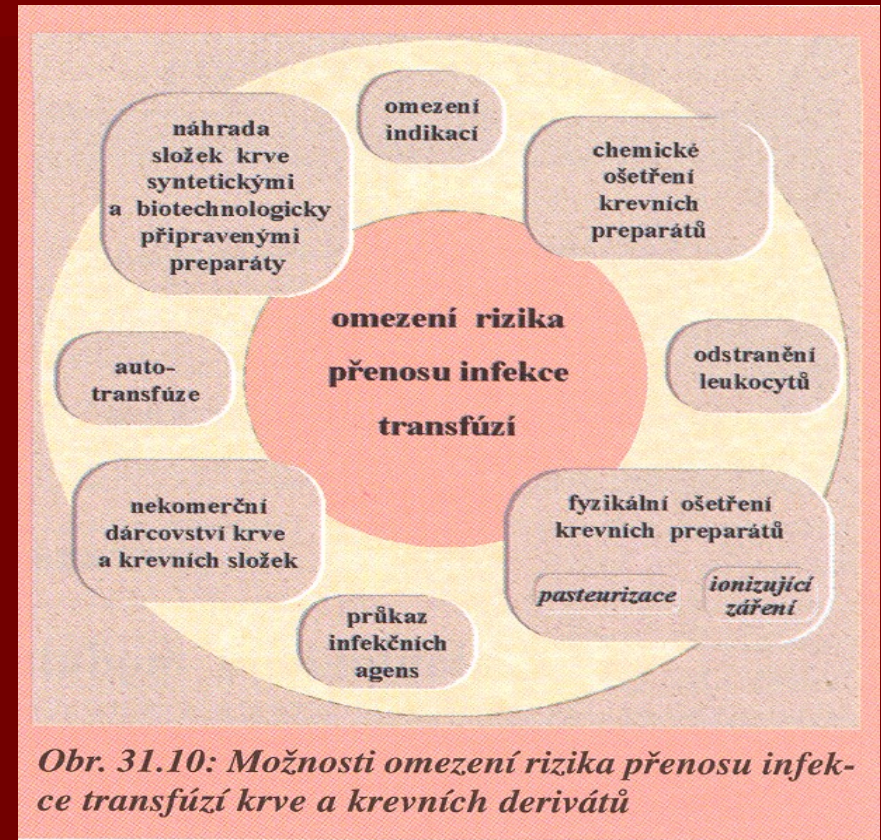 omezení
indikací
náhrada
složek krve
syntetickými
a biotechnologicky
připravenými
preparáty
chemické
ošetření
krevních
preparátů
omezení rizika
přenosu infekce
transfúzí
auto-
transfúze
odstranění
leukocytů
nekomerční
dárcovství krve
a krevních složek
fyzikální ošetření
krevních preparátů
pasteurizace
ionizující
záření
průkaz
infekčních
agens
Obr. 31.10: Možnosti omezení rizika přenosu infek-
ce transfúzí krve a krevních derivátů